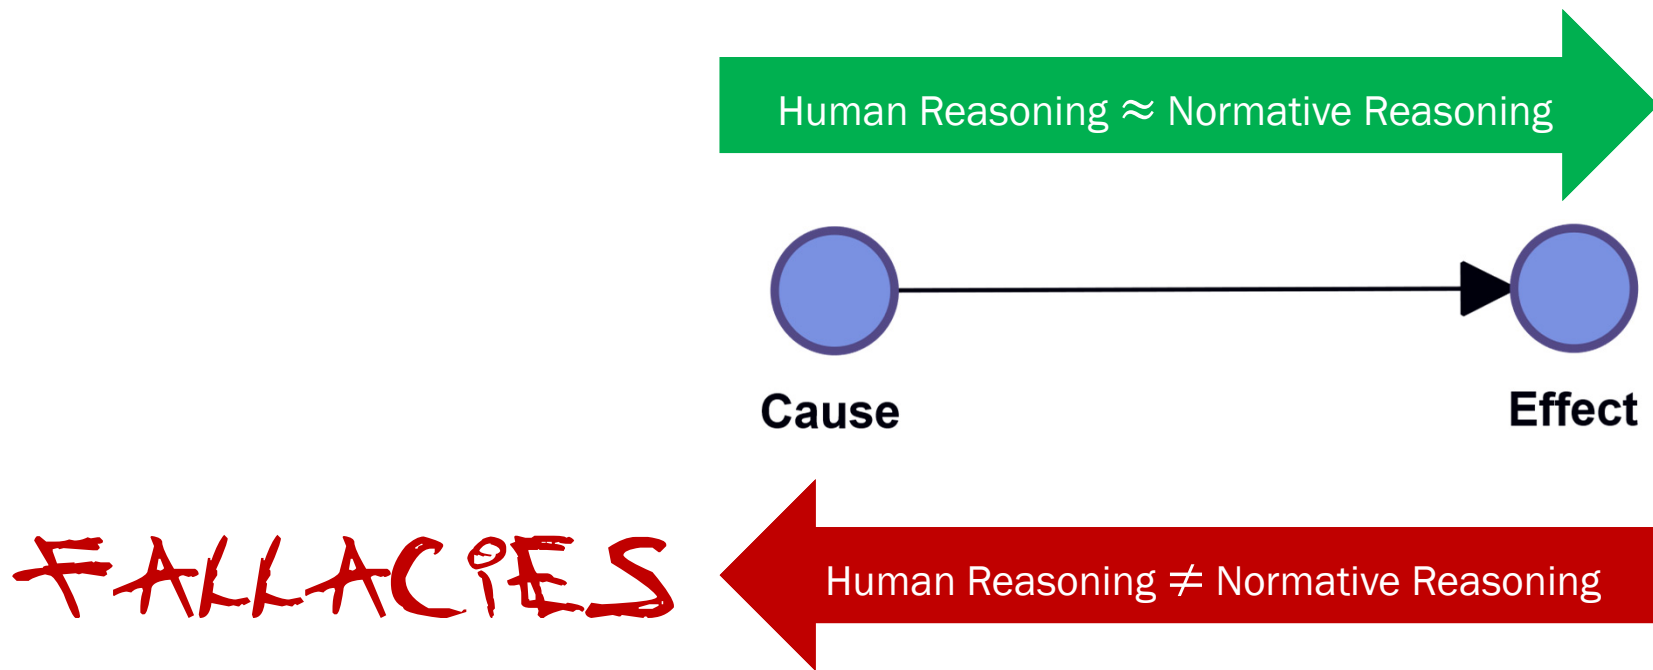 Human Reasoning ≈ Normative Reasoning
Cause
Effect
FALLACiES
Human Reasoning ≠ Normative Reasoning